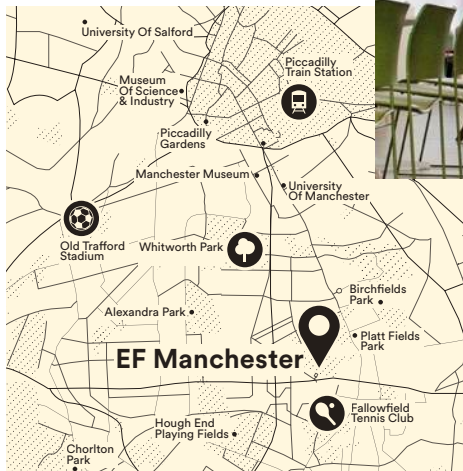 University Of Salford
Piccadilly
Train Station
Museum
Of Science
& Industry
Piccadilly
Gardens
Manchester Museum
University
Of Manchester
Old Trafford
Stadium
Whitworth Park
Birchfields
Park
Alexandra Park
Platt Fields
Park
EF Manchester
Fallowfield
Tennis Club
Hough End
Playing Fields
Chorlton
Park